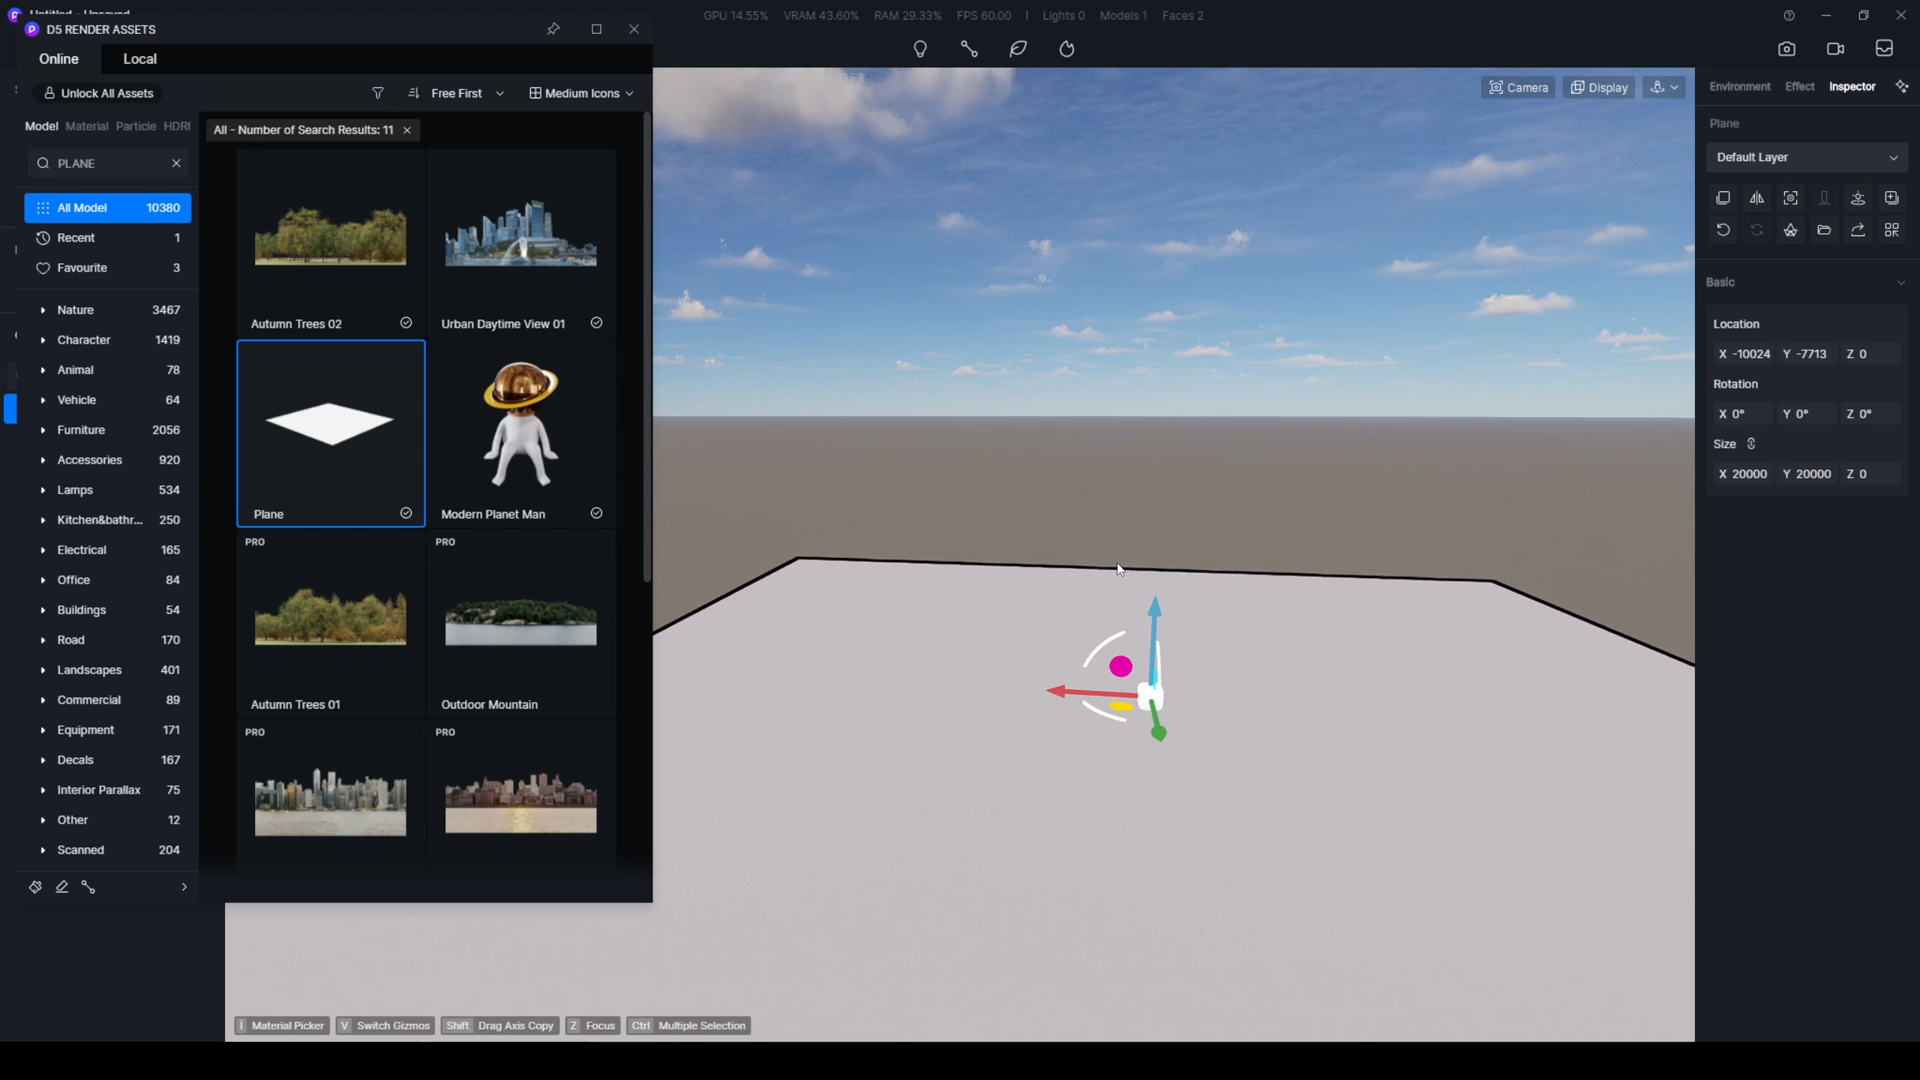 Untitled - Unsaved
GPU 14.55% VRAM 43.60% RAM 29.33% FPS 60.00 | Lights 0 Models 1 Faces 2
D5 RENDER ASSETS
Online Local
Unlock All Assets
Free First
Medium Icons
Model Material Particle HDRI
PLANE
All Model 10380
Recent 1
Favourite 3
Nature 3467
Character 1419
Animal 78
Vehicle 64
Furniture 2056
Accessories 920
Lamps 534
Kitchen&bathr... 250
Electrical 165
Office 84
Buildings 54
Road 170
Landscapes 401
Commercial 89
Equipment 171
Decals 167
Interior Parallax 75
Other 12
Scanned 204
All - Number of Search Results: 11
Autumn Trees 02
Urban Daytime View 01
Plane
Modern Planet Man
PRO
PRO
Autumn Trees 01
Outdoor Mountain
PRO
PRO
Camera
Display
Environment Effect Inspector
Plane
Default Layer
Basic
Location
X -10024 Y -7713 Z 0
Rotation
X 0° Y 0° Z 0°
Size
X 20000 Y 20000 Z 0
I Material Picker V Switch Gizmos Shift Drag Axis Copy Z Focus Ctrl Multiple Selection